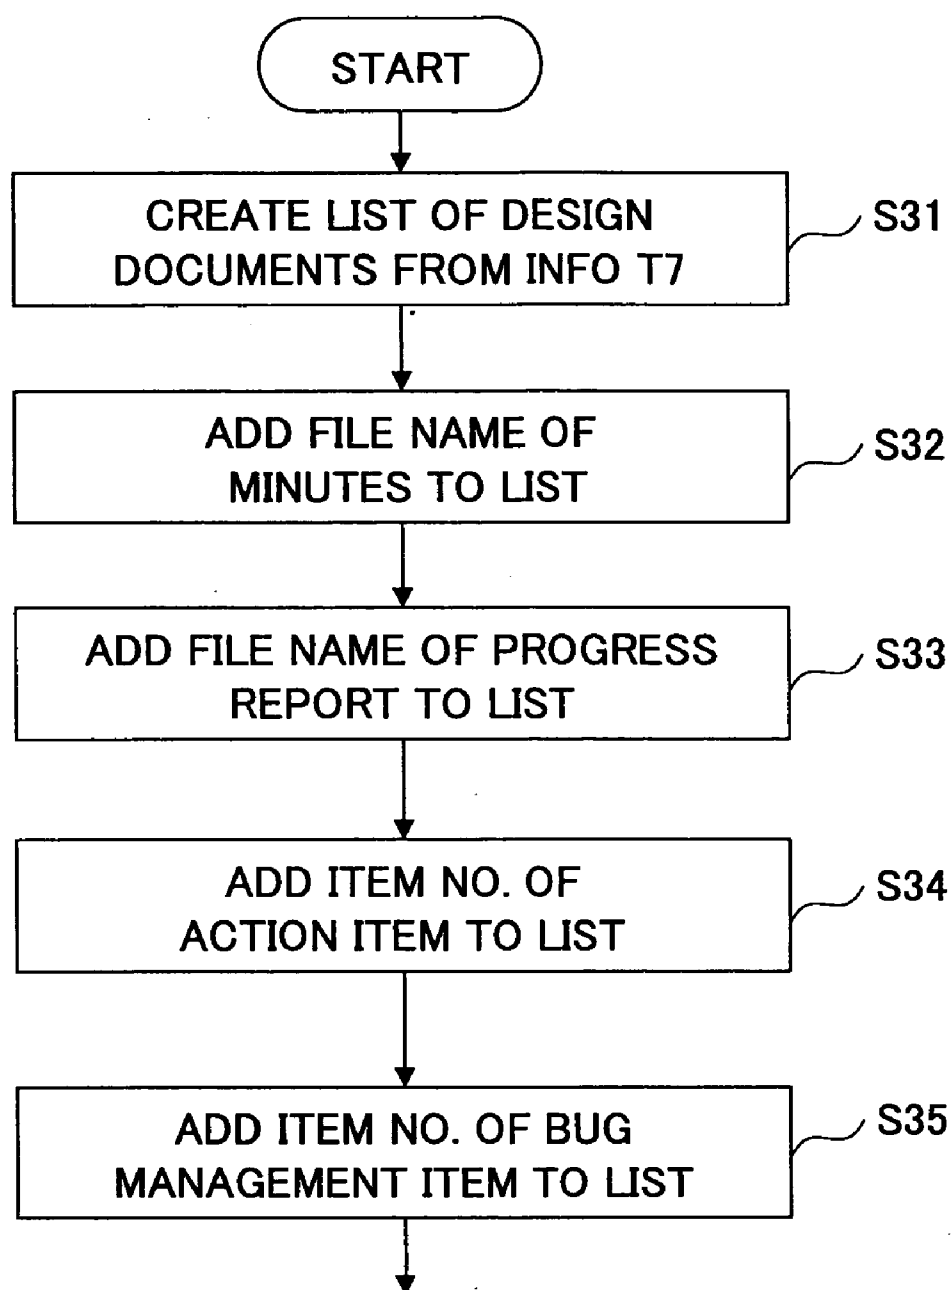 START
CREATE LIST OF DESIGN
DOCUMENTS FROM INFO T7
S31
ADD FILE NAME OF
MINUTES TO LIST
S32
ADD FILE NAME OF PROGRESS
REPORT TO LIST
S33
ADD ITEM NO. OF
ACTION ITEM TO LIST
S34
ADD ITEM NO. OF BUG
MANAGEMENT ITEM TO LIST
S35